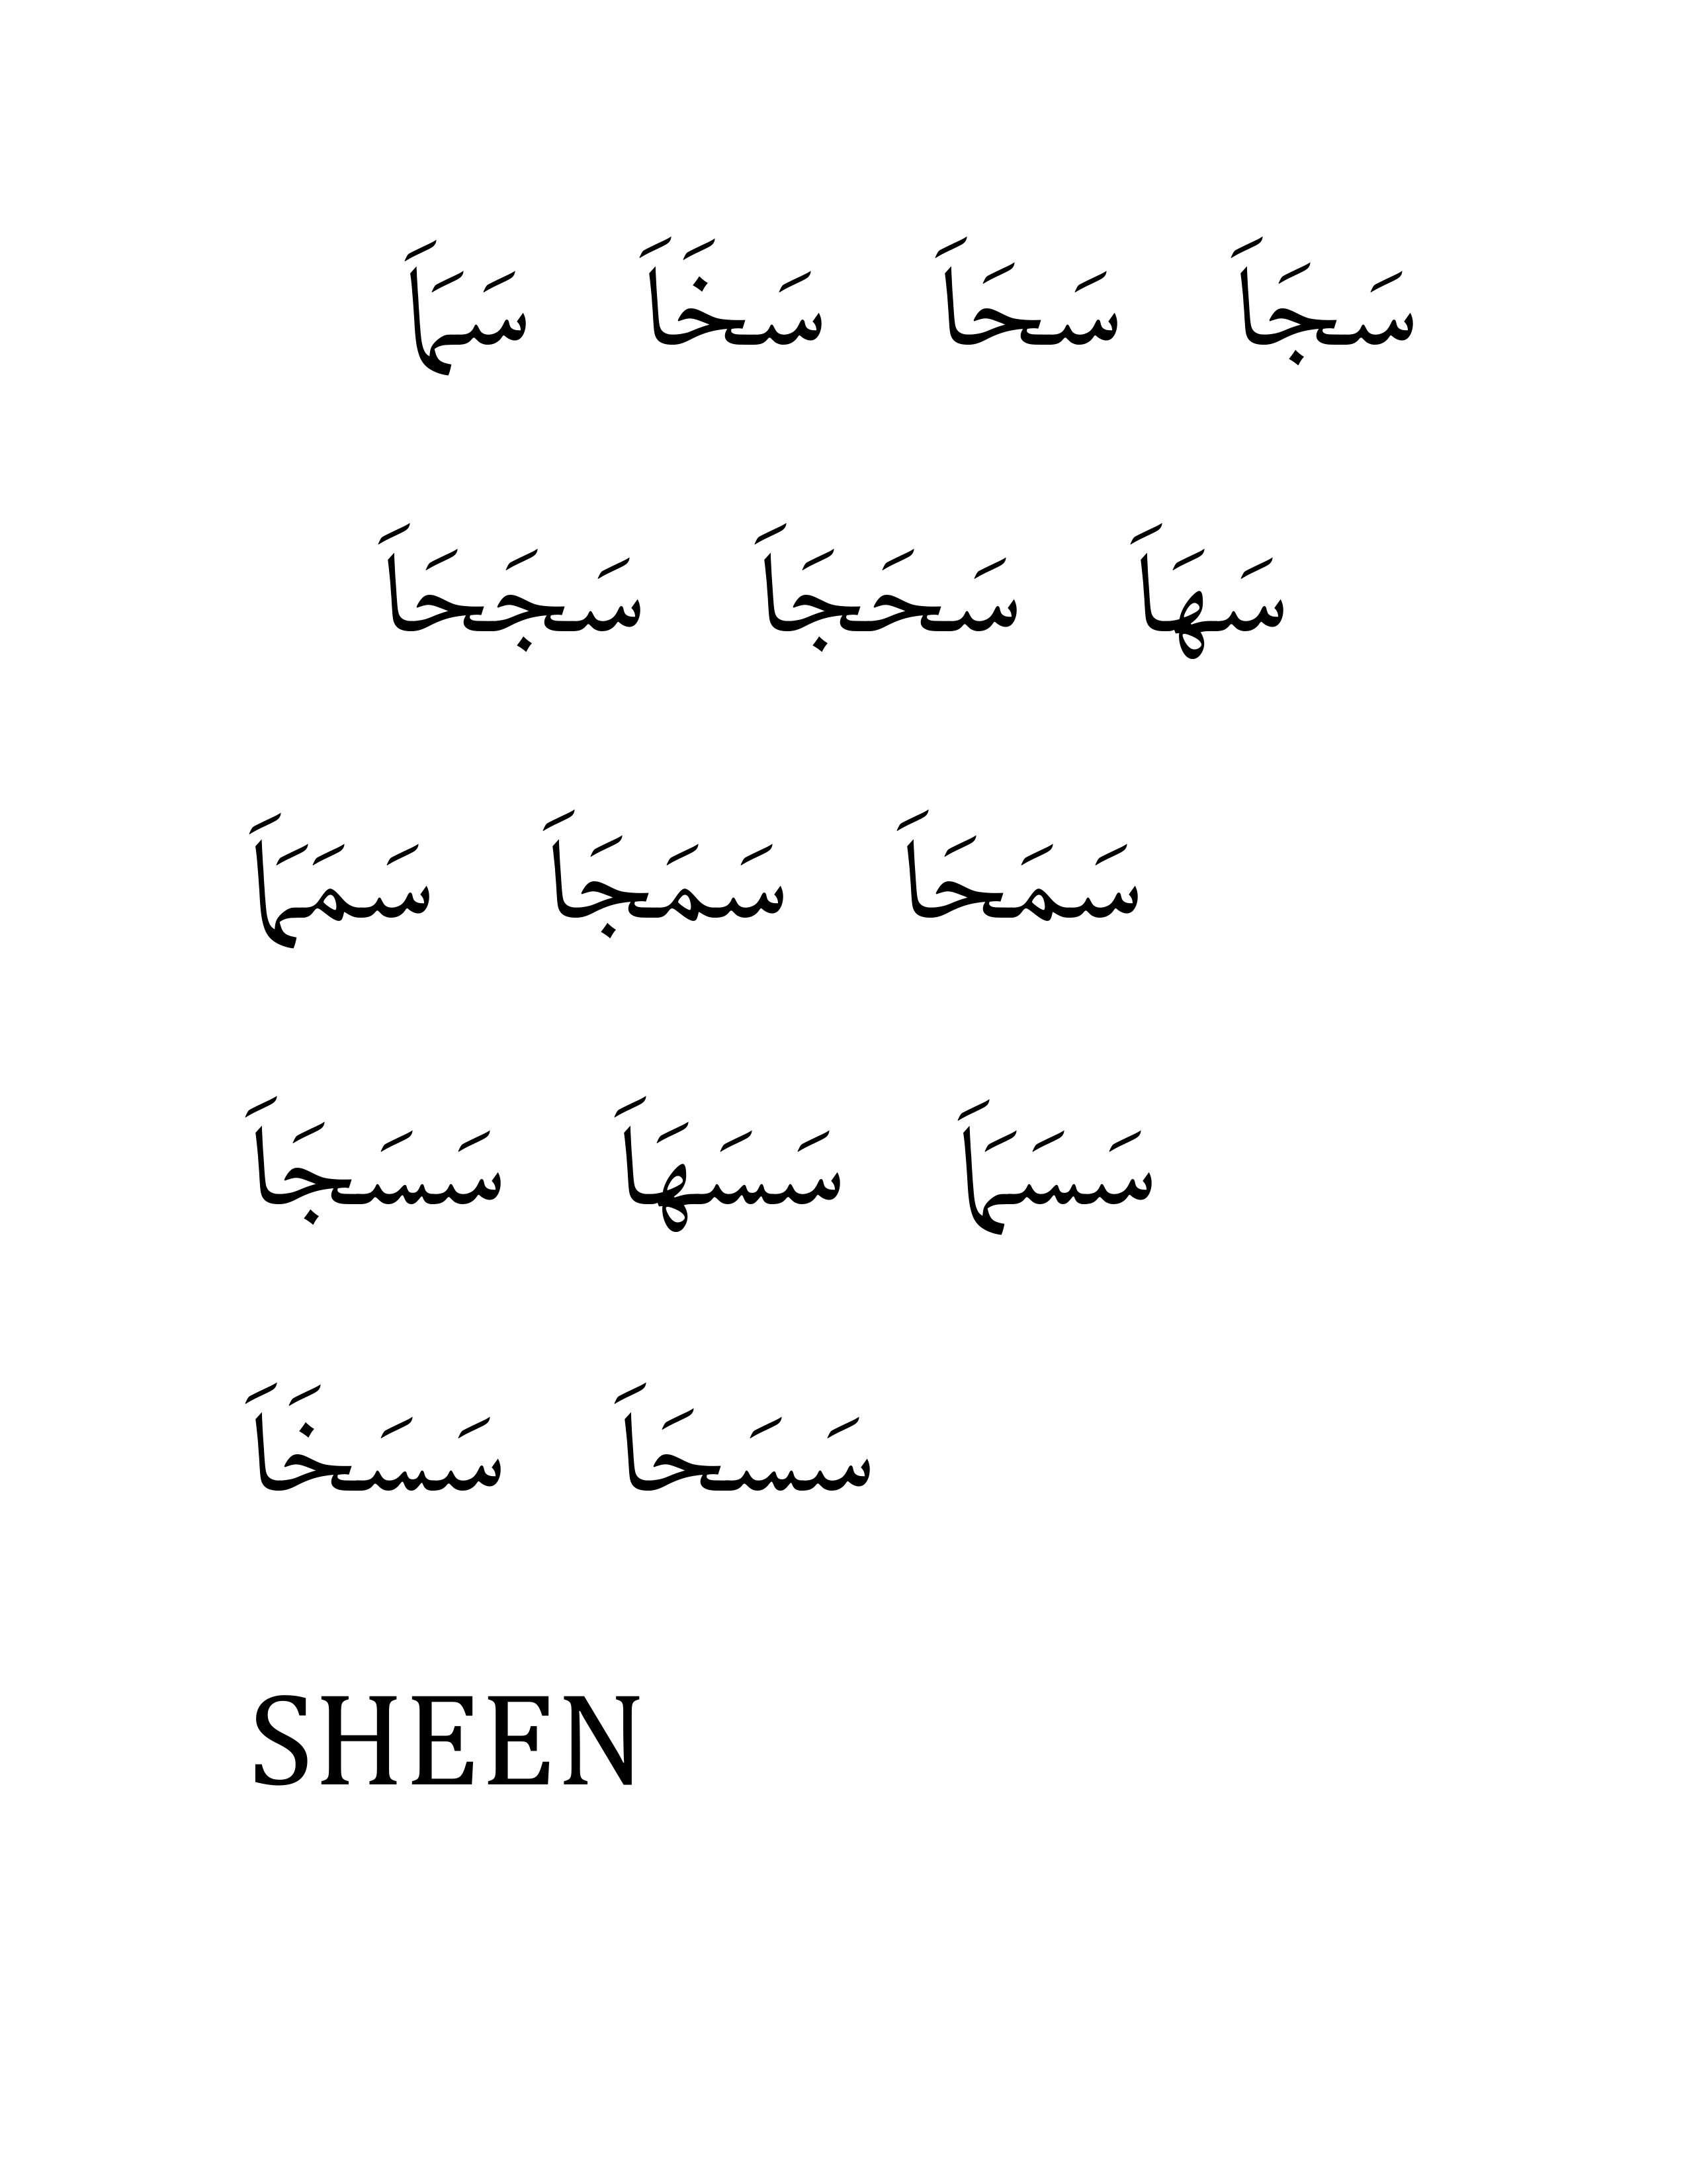 سَجَاَ سَحَاَ سَخَاَ سَمَاَ
سَهَاَ سَحَجَاَ سَجَحَاَ
سَمَحَاَ سَمَجَاَ سَمَمَاَ
سَسَمَاَ سَسَهَاَ سَسَجَاَ
سَسَحَاَ سَسَخَاَ
SHEEN